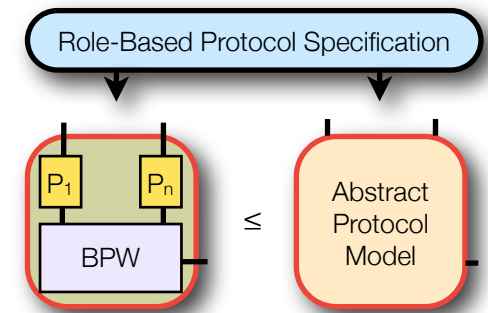 Role-Based Protocol Specification
P₁ Pₙ
BPW
≤
Abstract
Protocol
Model